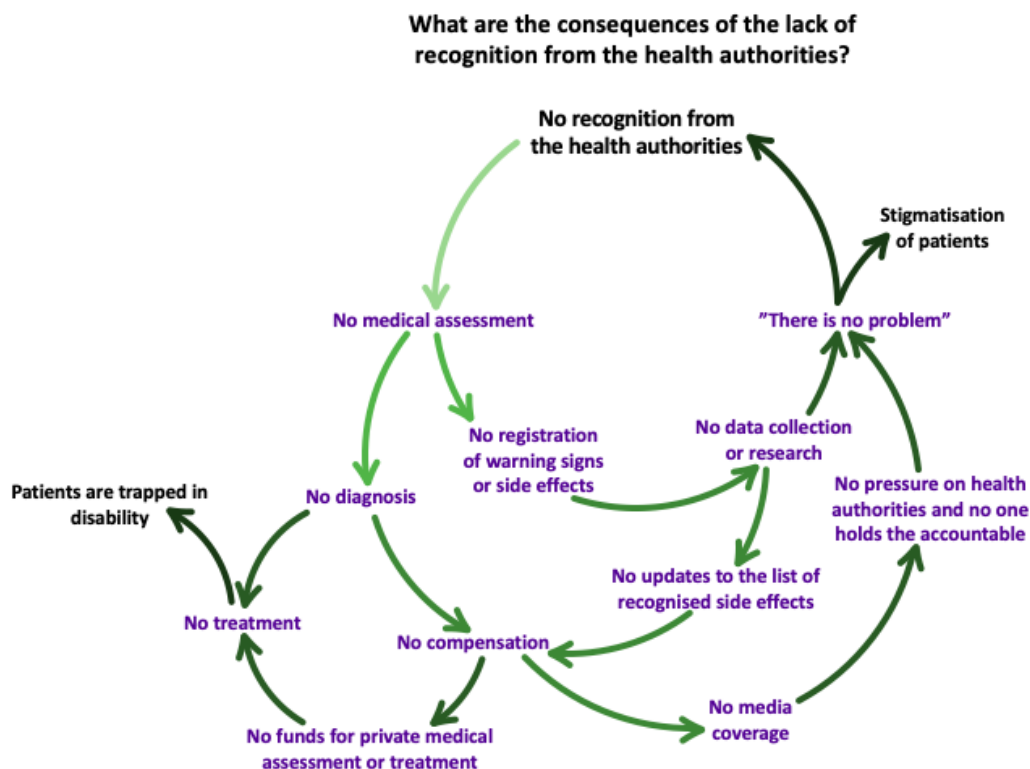 What are the consequences of the lack of
recognition from the health authorities?
No recognition from
the health authorities
Stigmatisation
of patients
No medical assessment
”There is no problem”
No registration
of warning signs
or side effects
No data collection
or research
Patients are trapped in
disability
No diagnosis
No pressure on health
authorities and no one
holds the accountable
No updates to the list of
recognised side effects
No treatment
No compensation
No media
coverage
No funds for private medical
assessment or treatment